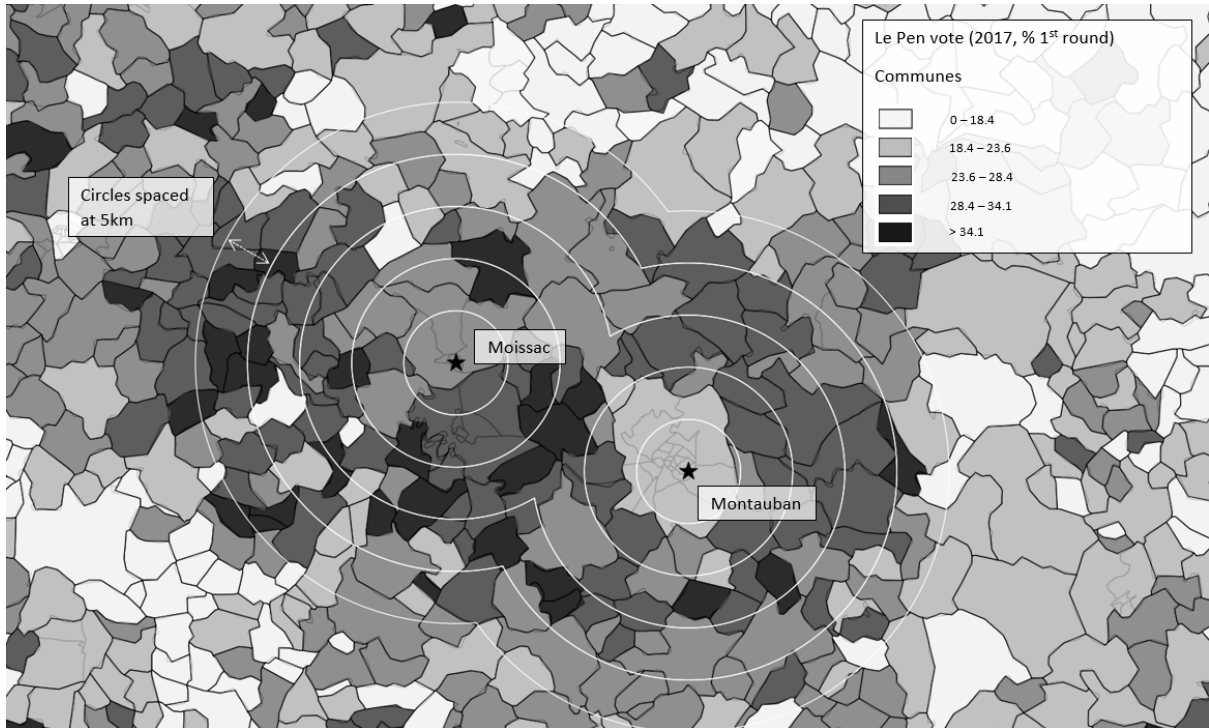 Le Pen vote (2017, % 1st round)
Communes
0 – 18.4
18.4 – 23.6
23.6 – 28.4
28.4 – 34.1
> 34.1
Circles spaced
at 5km
Moissac
Montauban